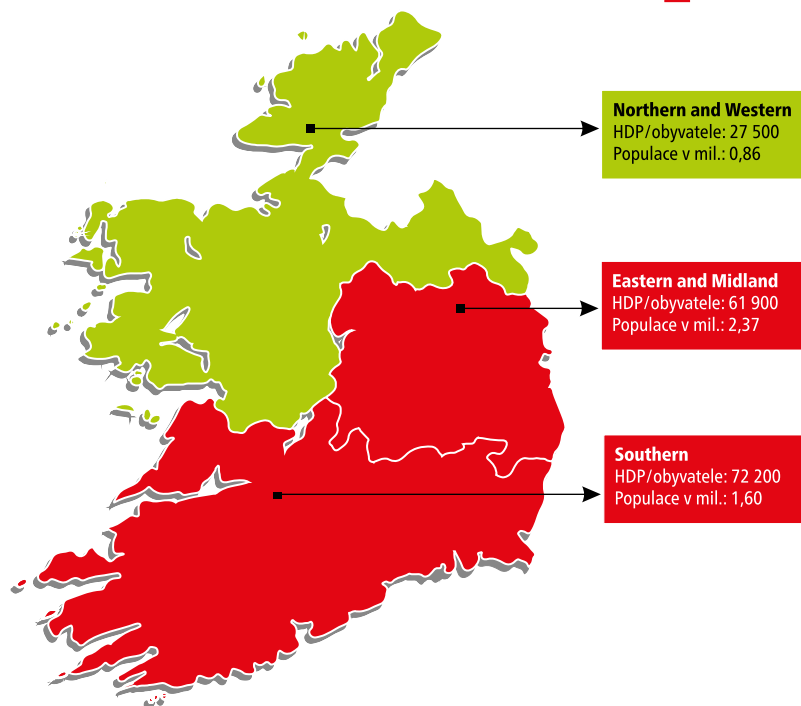 Northern and Western
HDP/obyvatele: 27 500
Populace v mil.: 0,86
Eastern and Midland
HDP/obyvatele: 61 900
Populace v mil.: 2,37
Southern
HDP/obyvatele: 72 200
Populace v mil.: 1,60